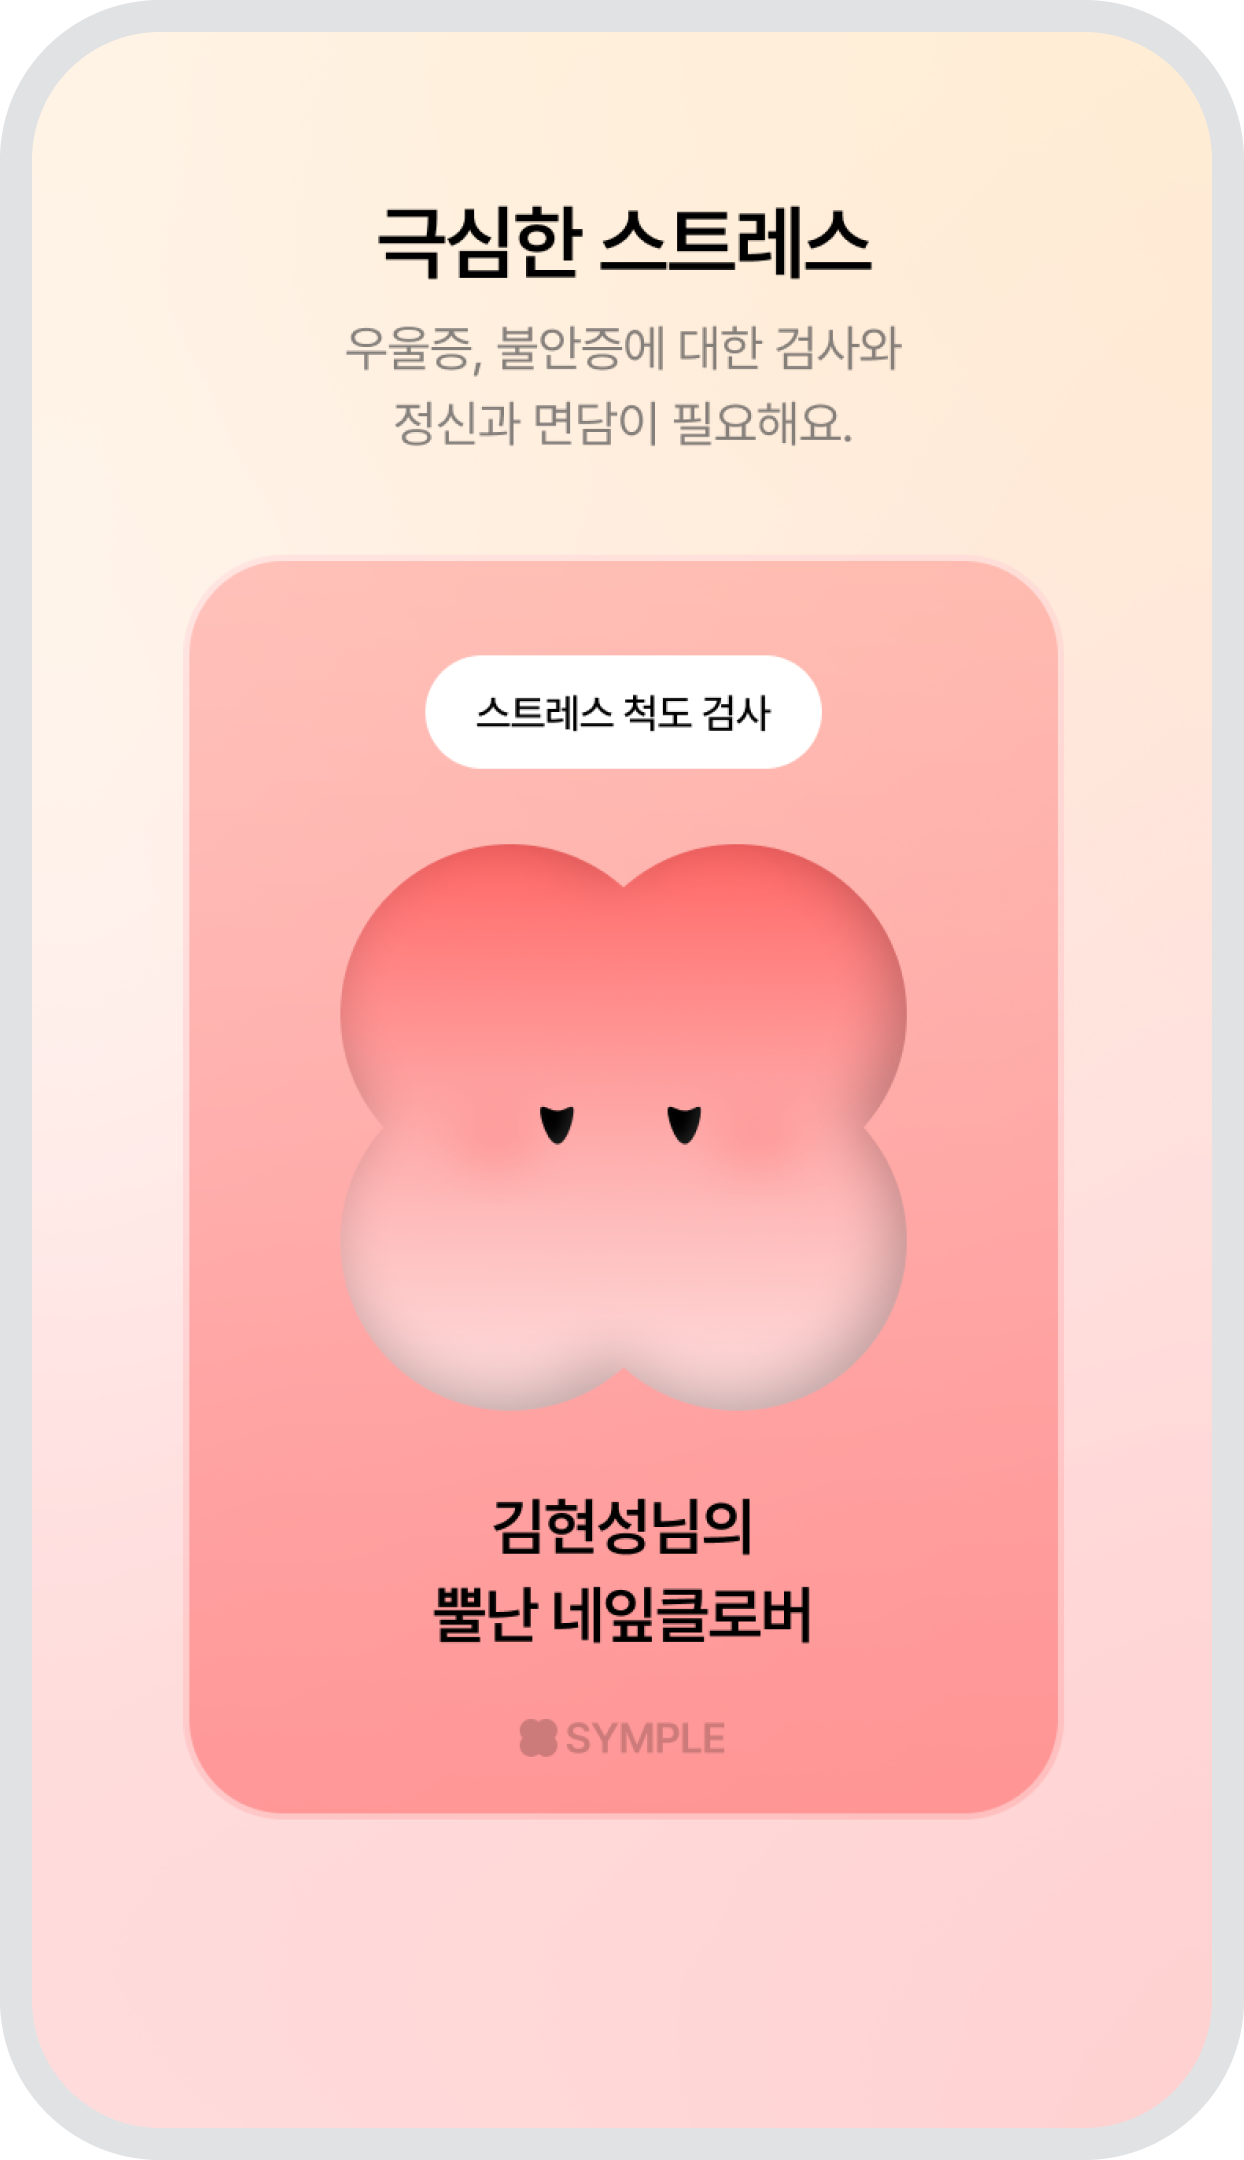 극심한 스트레스
우울증, 불안증에 대한 검사와
정신과 면담이 필요해요.
스트레스 척도 검사
김현성님의
뿔난 네잎클로버
SYMPLE